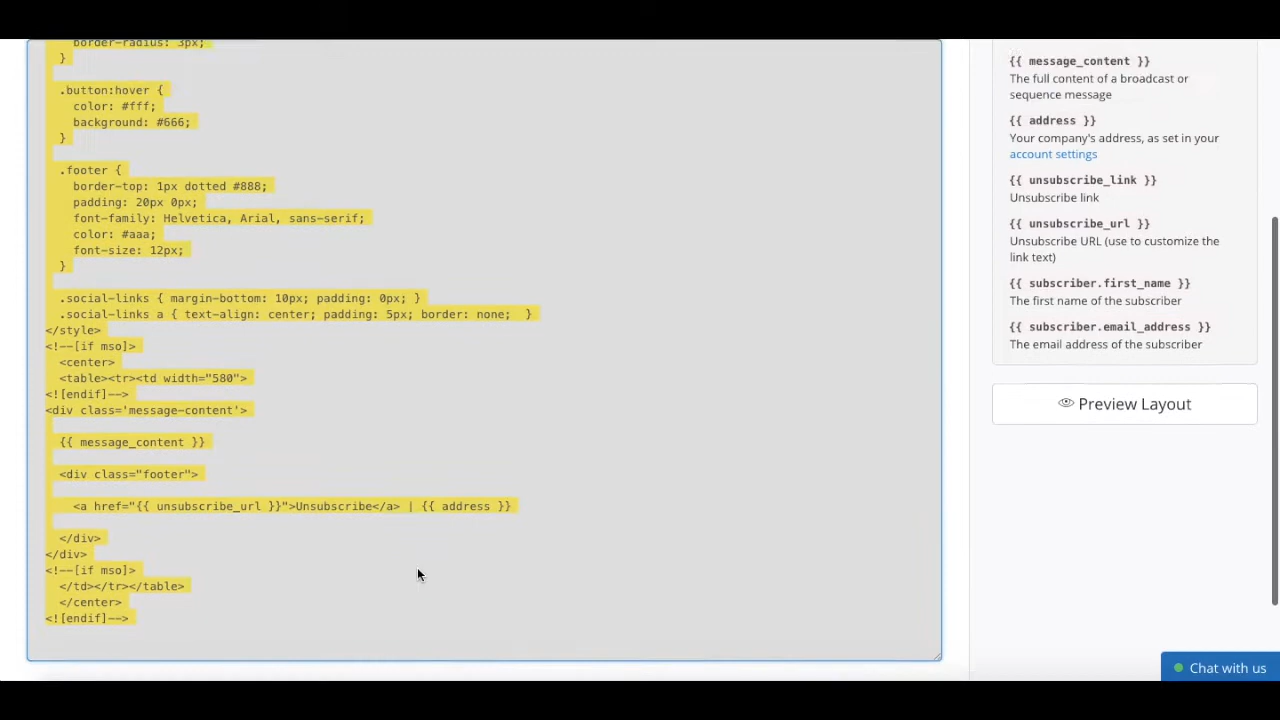 border-radius: 3px;
}
.button:hover {
color: #fff;
background: #666;
}
.footer {
border-top: 1px dotted #888;
padding: 20px 0px;
font-family: Helvetica, Arial, sans-serif;
color: #aaa;
font-size: 12px;
}
.social-links { margin-bottom: 10px; padding: 0px; }
.social-links a { text-align: center; padding: 5px; border: none;  }
</style>
<!--[if mso]>
<center>
<table><tr><td width="580">
<![endif]-->
<div class='message-content'>
{{ message_content }}
<div class="footer">
<a href="{{ unsubscribe_url }}">Unsubscribe</a> | {{ address }}
</div>
</div>
<!--[if mso]>
</td></tr></table>
</center>
<![endif]-->
{{ message_content }}
The full content of a broadcast or
sequence message
{{ address }}
Your company's address, as set in your
account settings
{{ unsubscribe_link }}
Unsubscribe link
{{ unsubscribe_url }}
Unsubscribe URL (use to customize the
link text)
{{ subscriber.first_name }}
The first name of the subscriber
{{ subscriber.email_address }}
The email address of the subscriber
Preview Layout
Chat with us